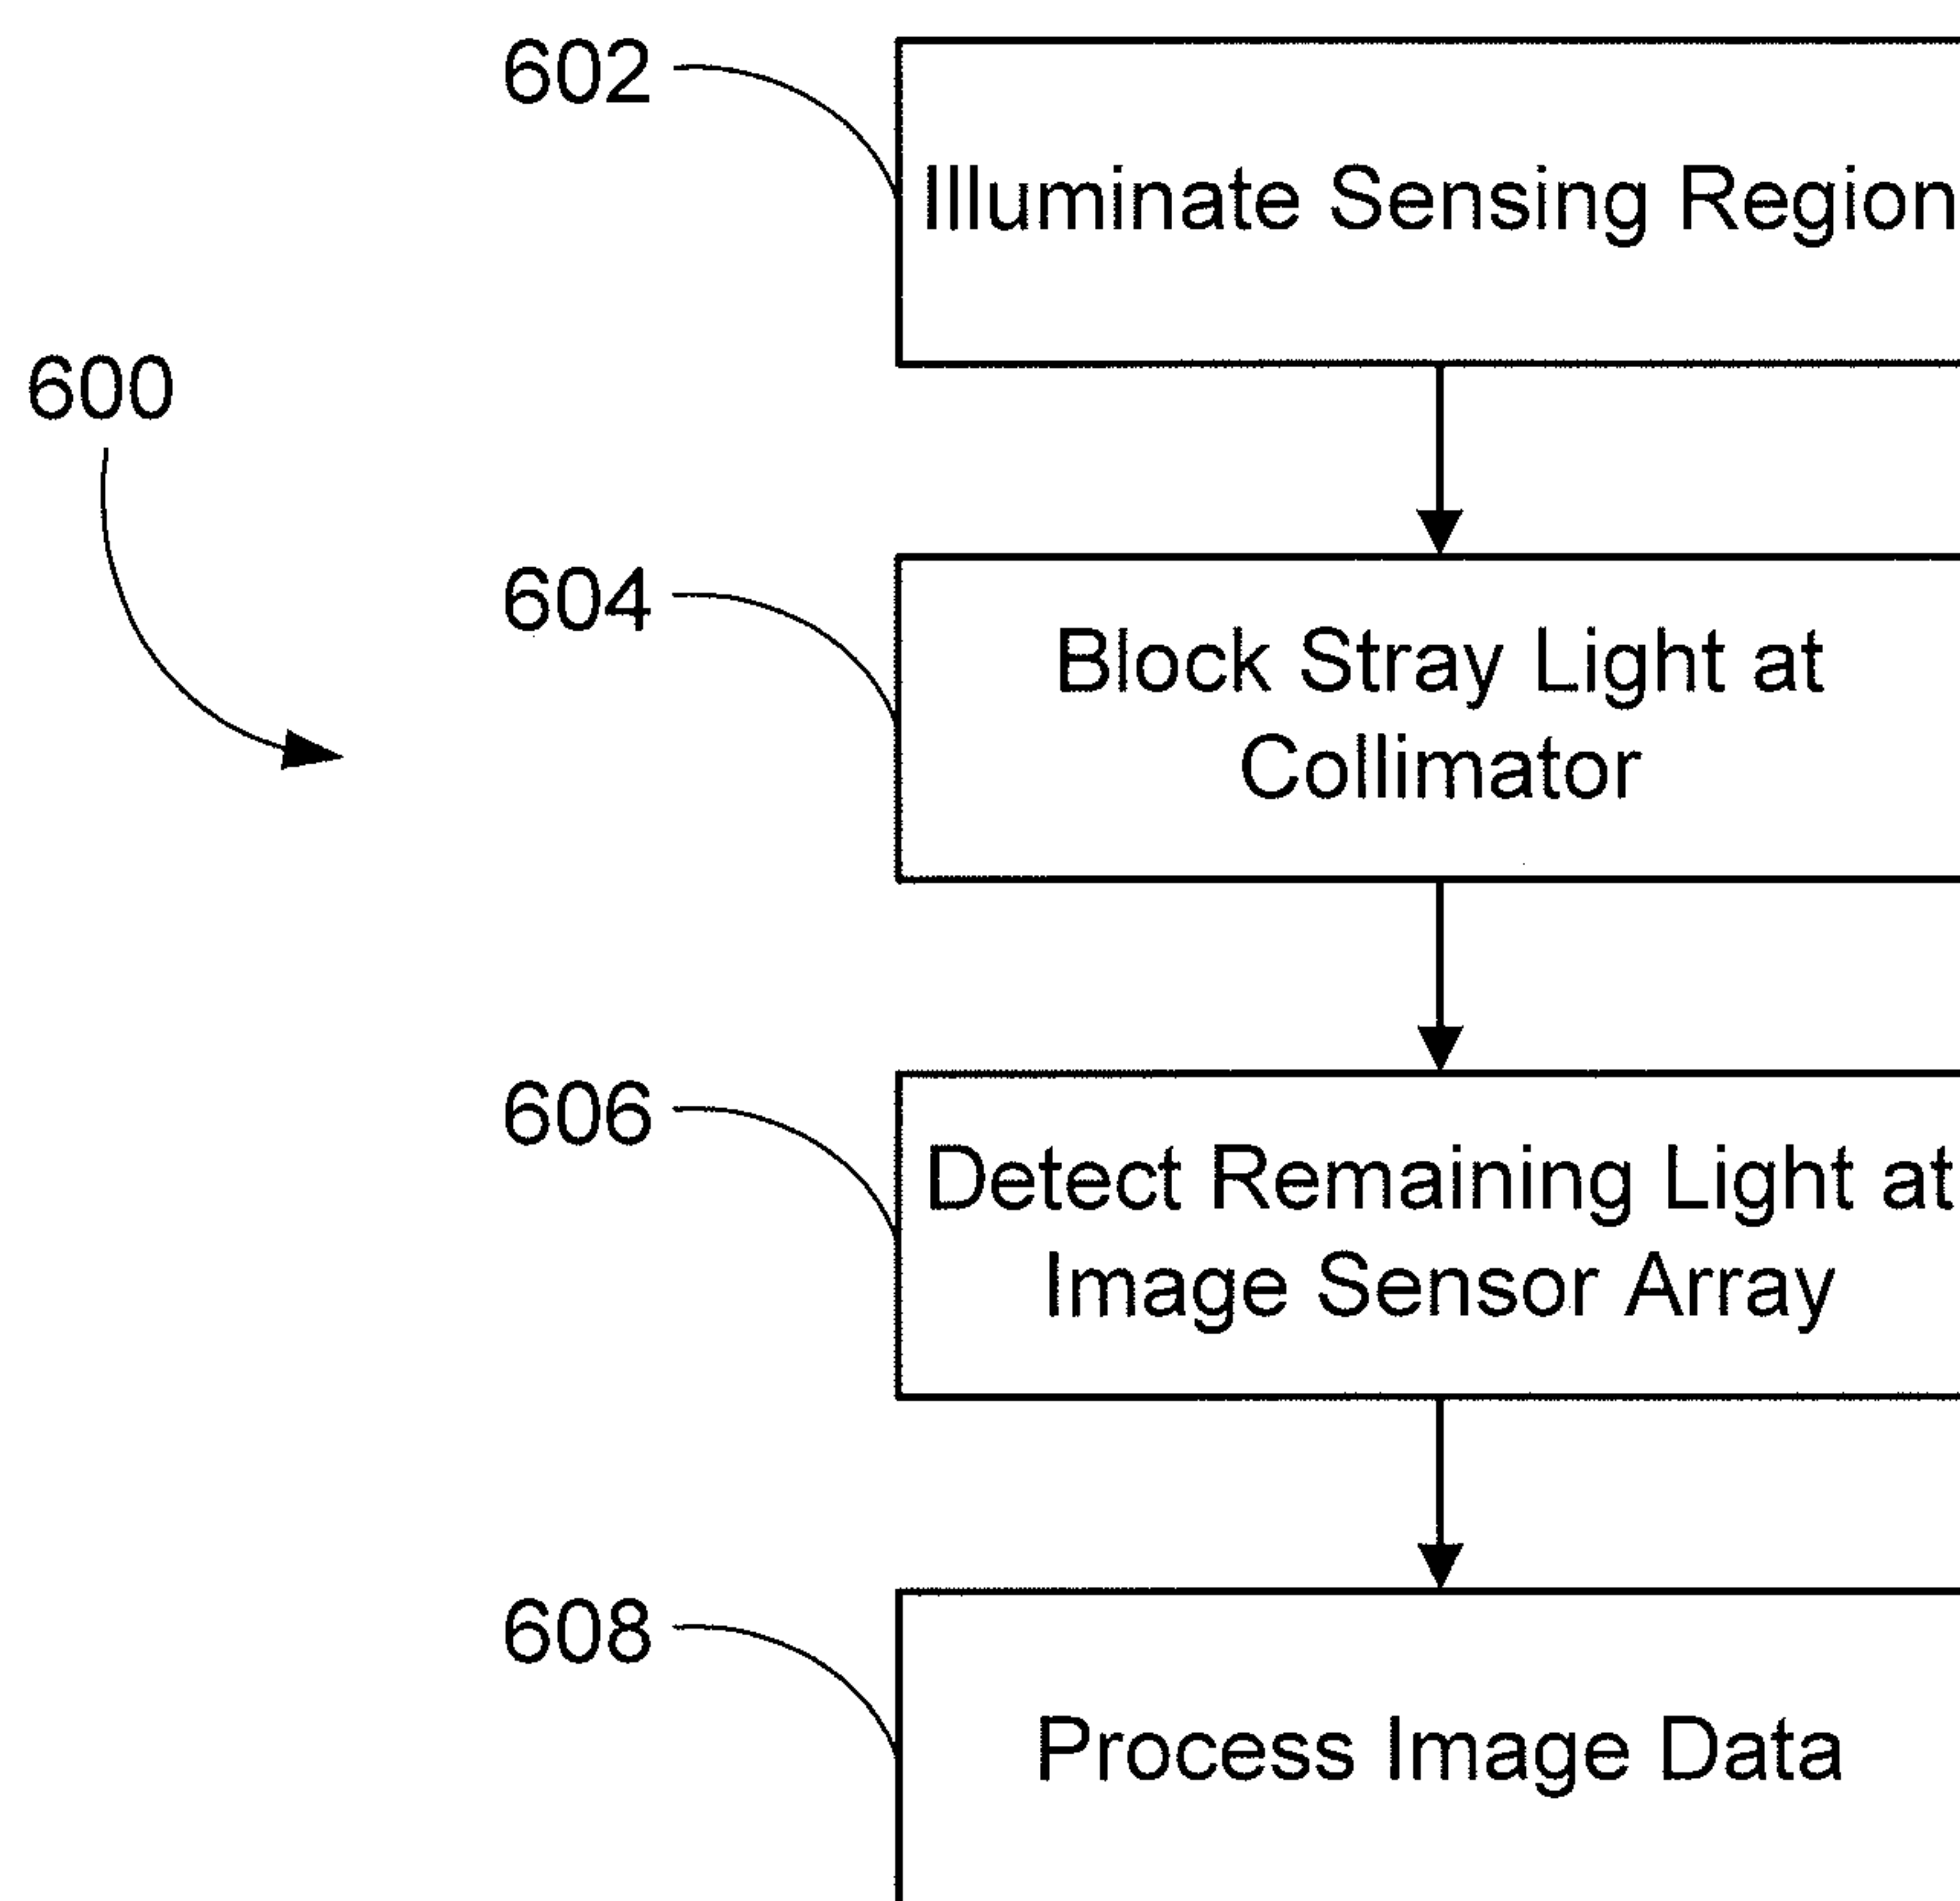 602
Illuminate Sensing Region
600
604
Block Stray Light at
Collimator
606
Detect Remaining Light at
Image Sensor Array
608
Process Image Data